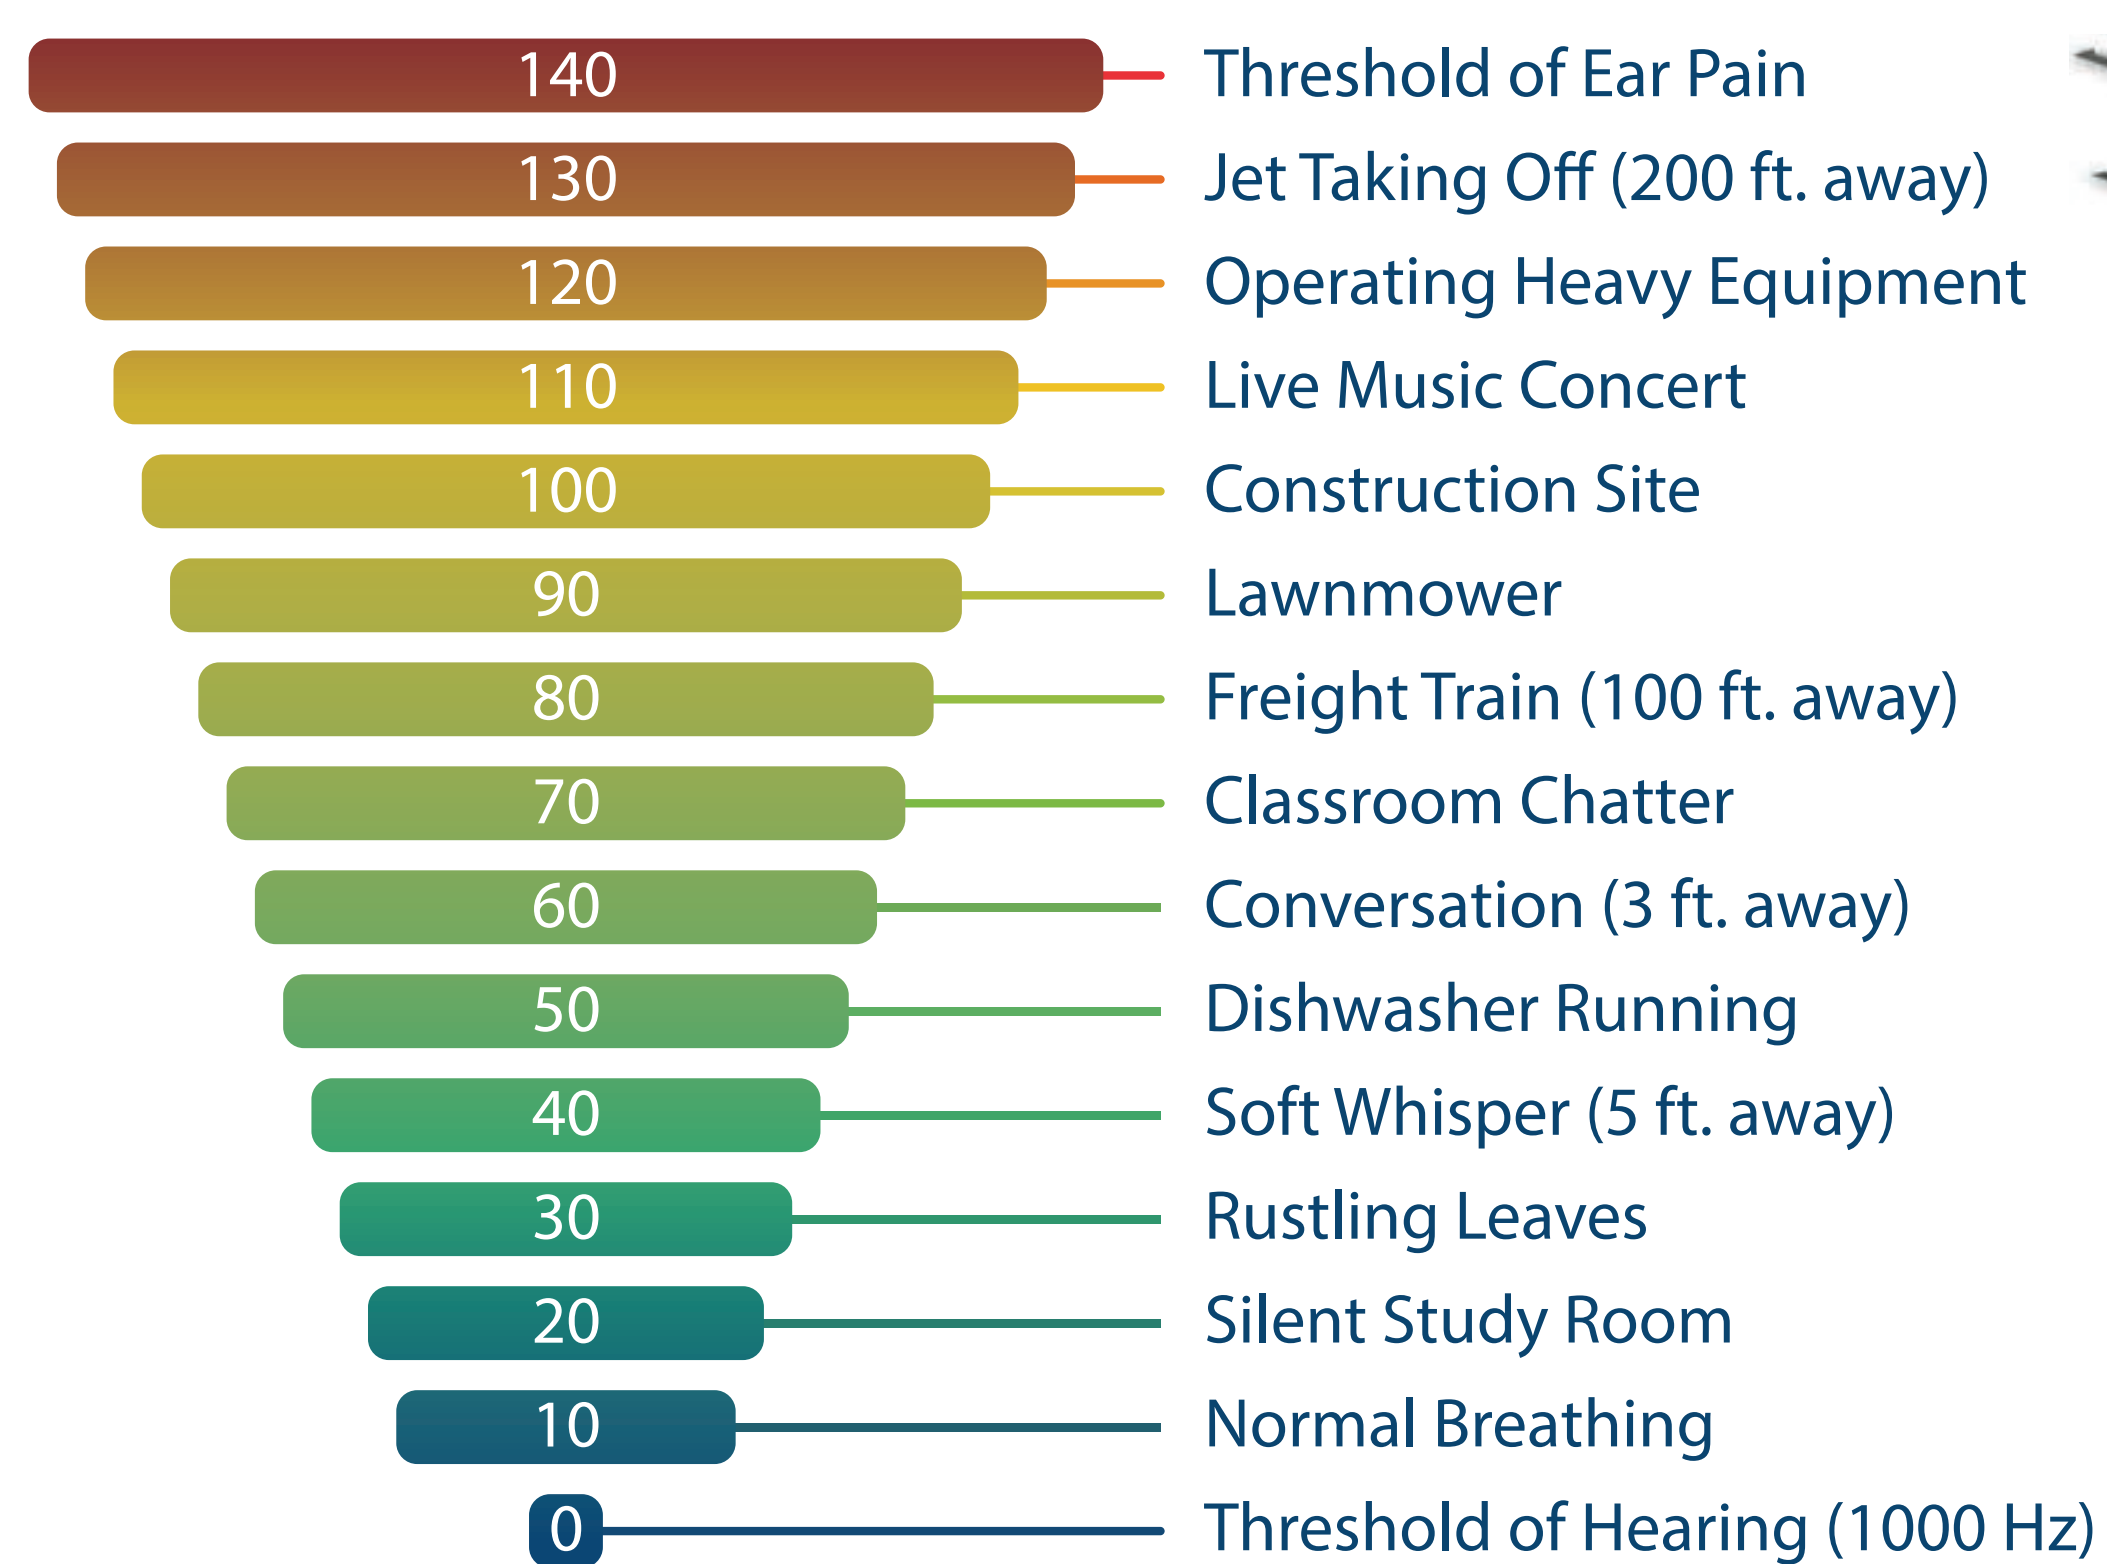 140 Threshold of Ear Pain
130 Jet Taking Off (200 ft. away)
120 Operating Heavy Equipment
110 Live Music Concert
100 Construction Site
90 Lawnmower
80 Freight Train (100 ft. away)
70 Classroom Chatter
60 Conversation (3 ft. away)
50 Dishwasher Running
40 Soft Whisper (5 ft. away)
30 Rustling Leaves
20 Silent Study Room
10 Normal Breathing
0 Threshold of Hearing (1000 Hz)